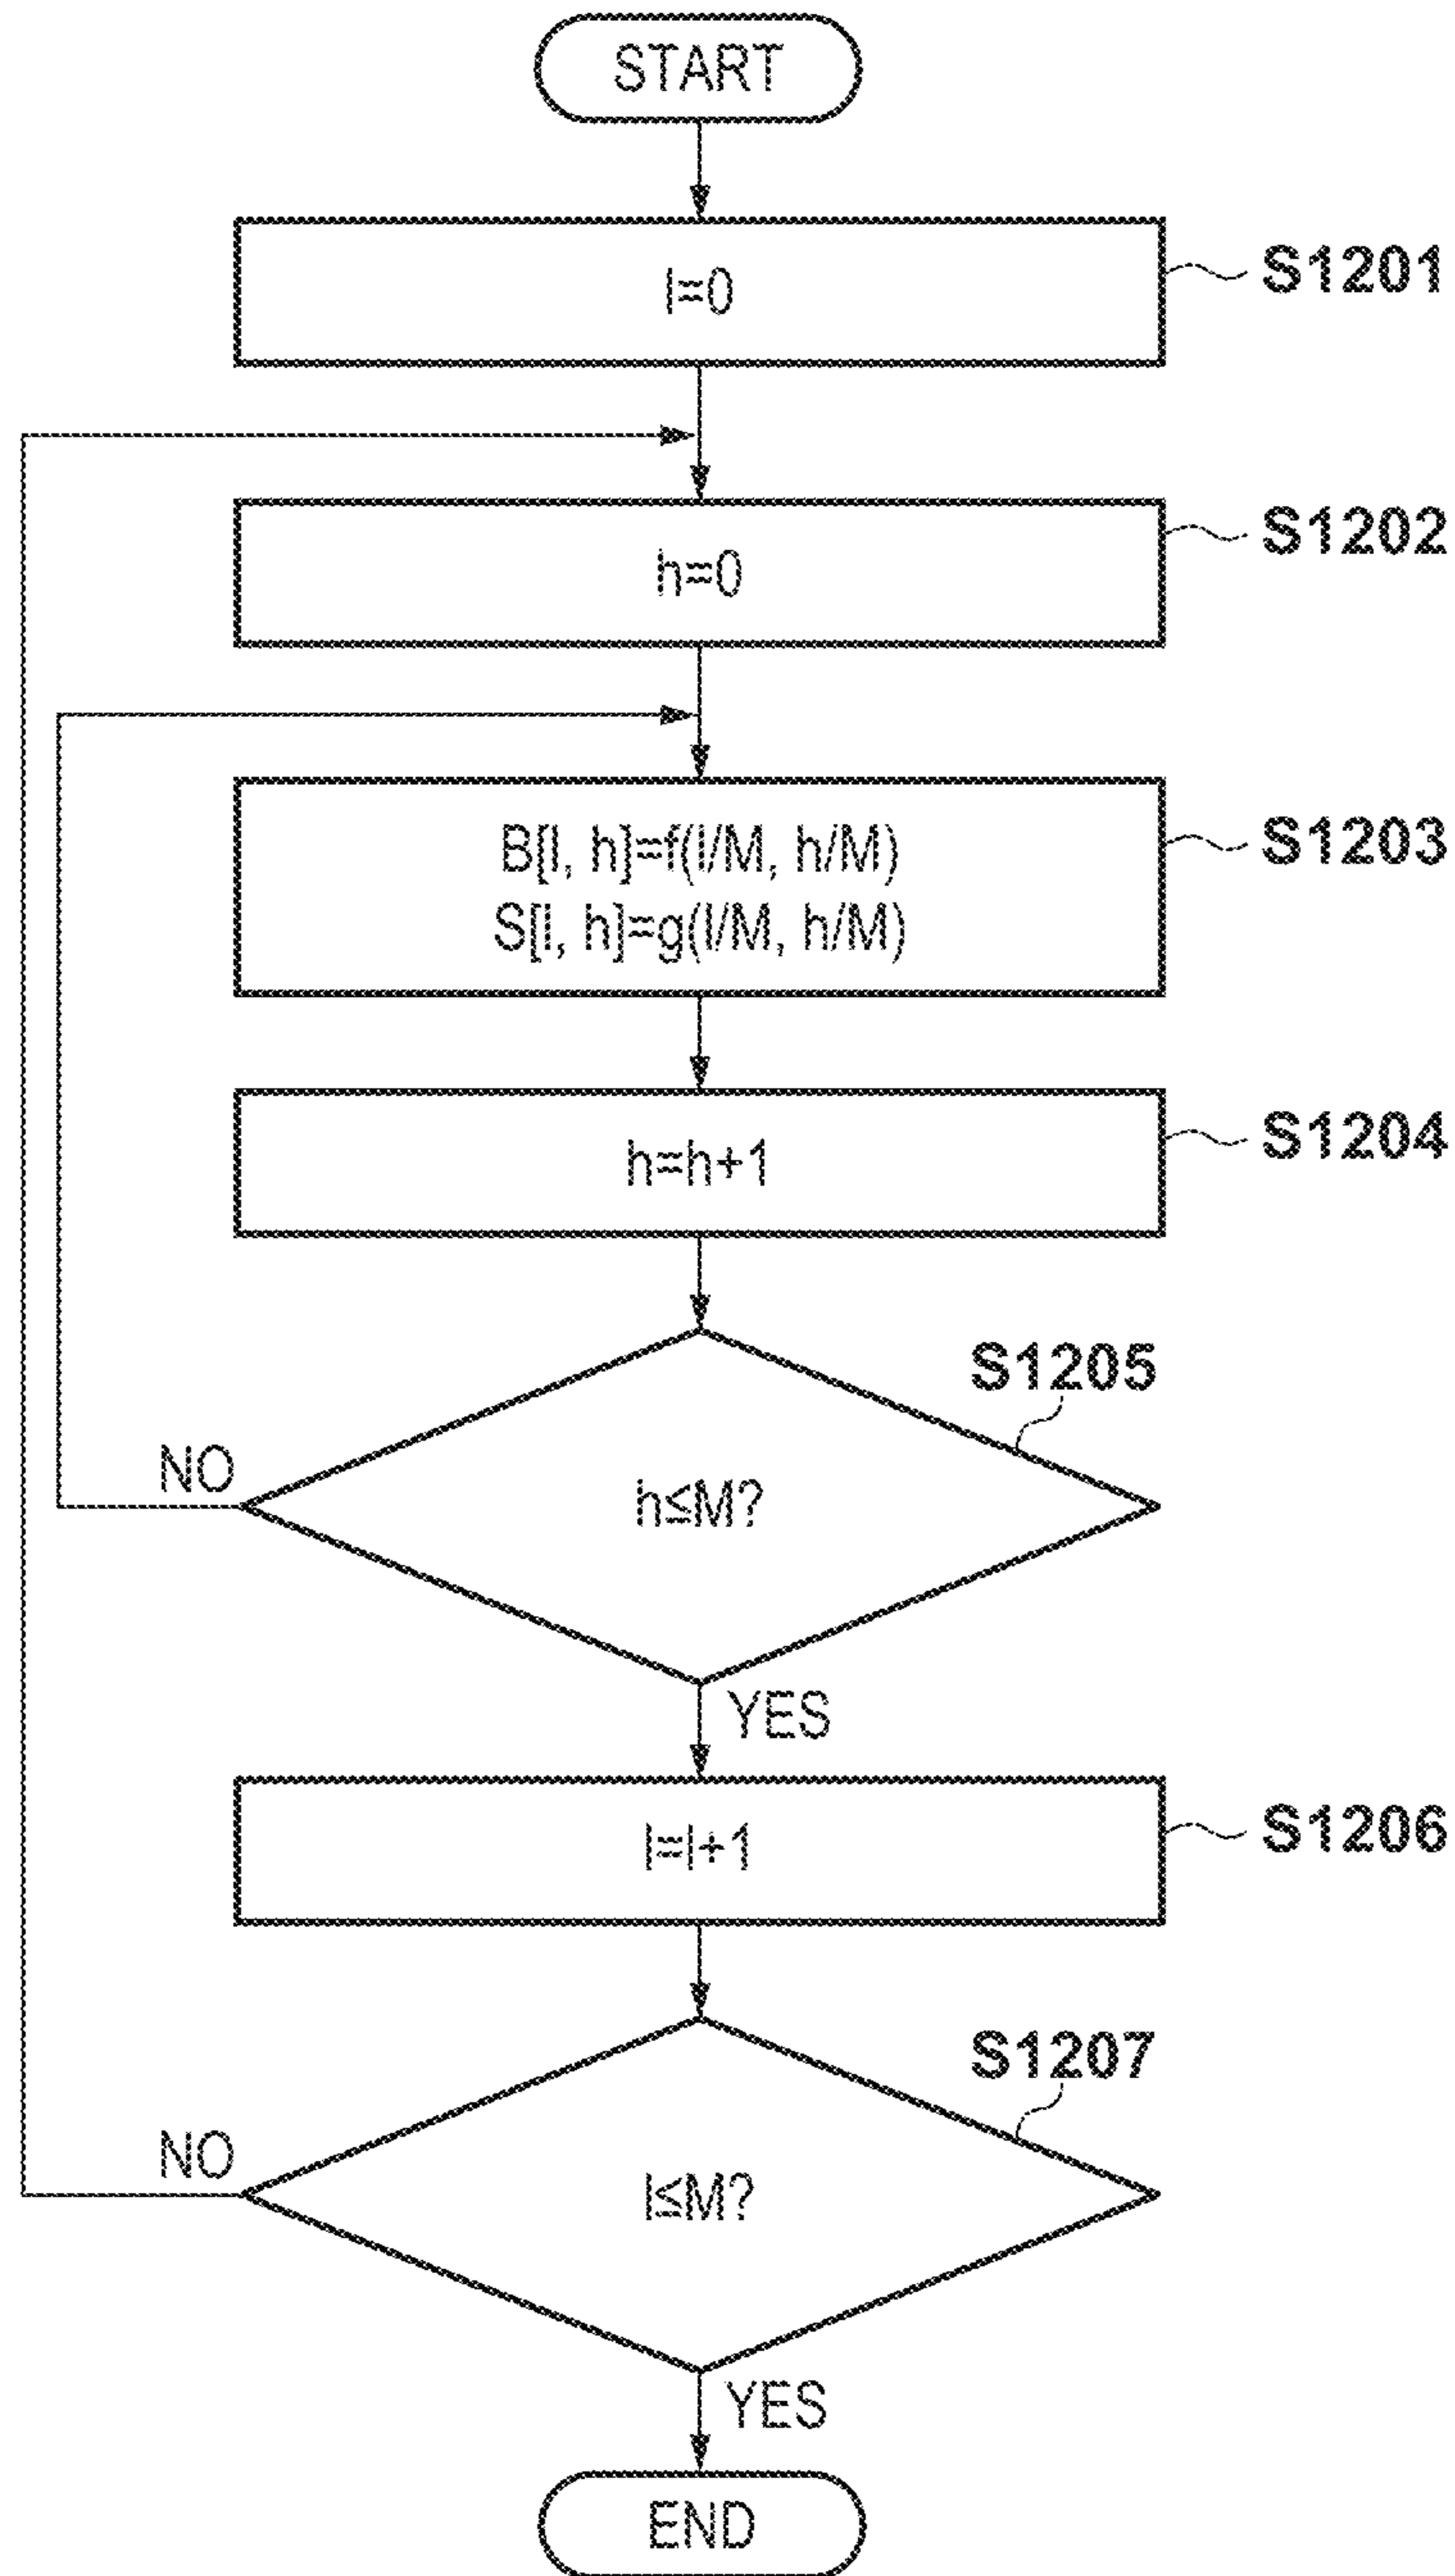 START
l=0
S1201
h=0
S1202
B[l, h]=f(l/M, h/M)
S[l, h]=g(l/M, h/M)
S1203
h=h+1
S1204
S1205
NO
h≤M?
YES
l=l+1
S1206
S1207
NO
l≤M?
YES
END